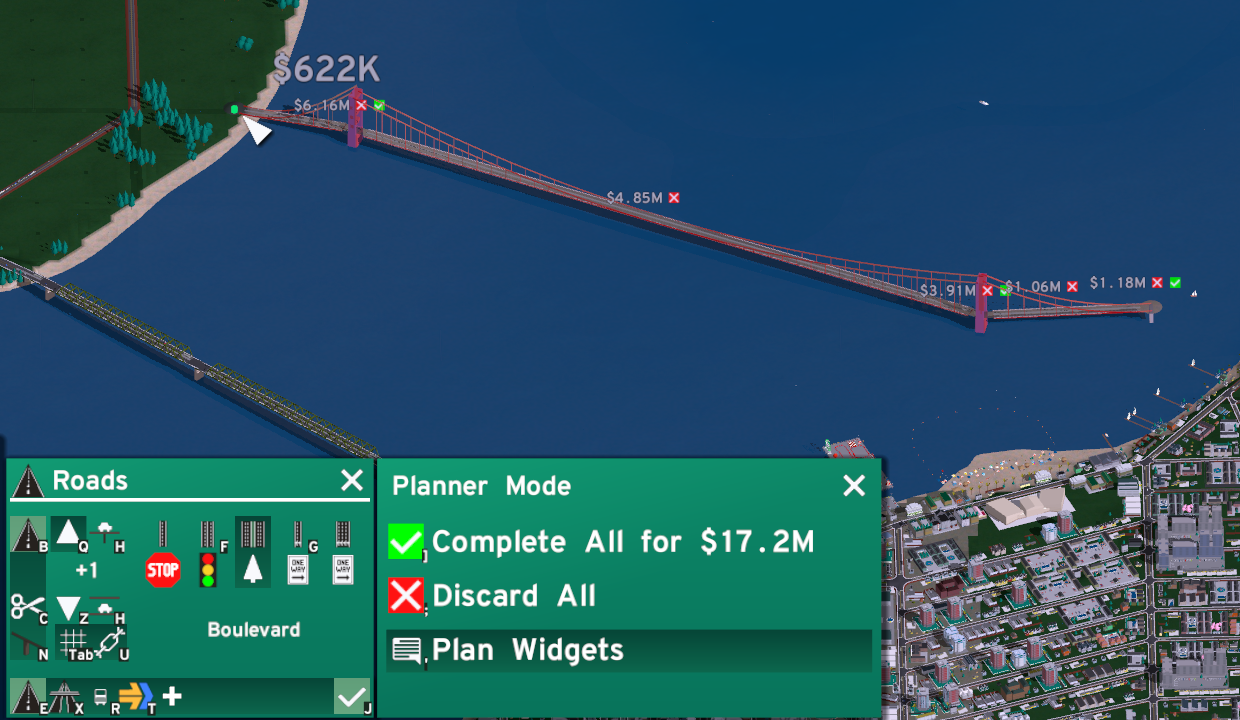 $622K
$6.16M
$4.85M
$3.91M
$1.06M
$1.18M
Roads
B
Q
H
F
G
+1
STOP
ONE WAY
ONE WAY
C
Z
H
Boulevard
N
Tab
U
E
X
R
T
+
J
Planner Mode
Complete All for $17.2M
; Discard All
, Plan Widgets